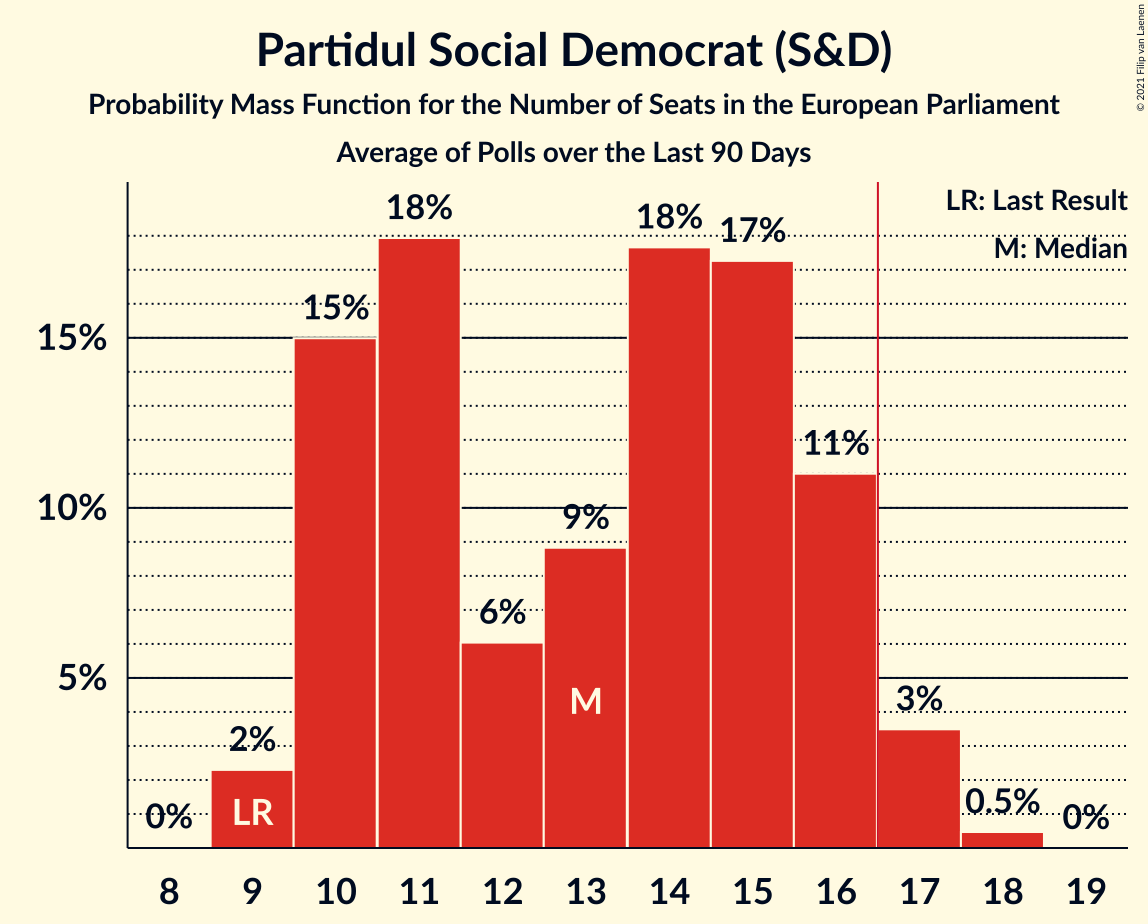 Partidul Social Democrat (S&D)
Probability Mass Function for the Number of Seats in the European Parliament
Average of Polls over the Last 90 Days
© 2021 Filip van Laenen
LR: Last Result
M: Median
18%
18%
17%
15%
15%
11%
10%
9%
6%
5%
M
3%
2%
LR
0%
0.5%
0%
8 9 10 11 12 13 14 15 16 17 18 19